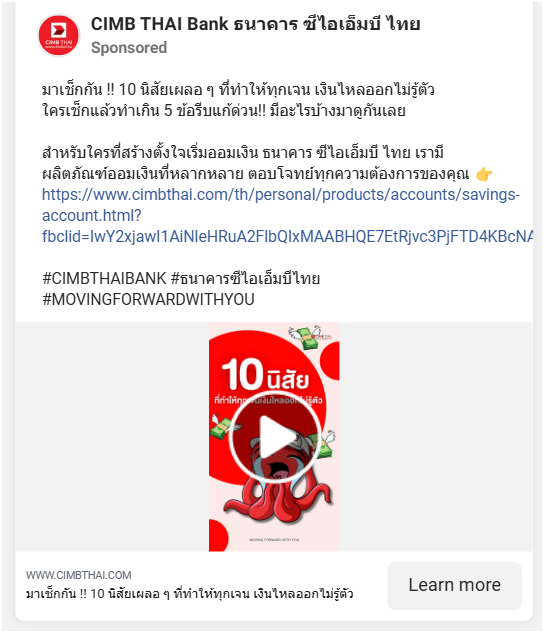 CIMB THAI Bank ธนาคาร ซีไอเอ็มบี ไทย
Sponsored
CIMB THAI
มาเช็กกัน !! 10 นิสัยเผลอ ๆ ที่ทำให้ทุกเจน เงินไหลออกไม่รู้ตัว
ใครเช็กแล้วทำเกิน 5 ข้อรีบแก้ด่วน!! มีอะไรบ้างมาดูกันเลย
สำหรับใครที่สร้างตั้งใจเริ่มออมเงิน ธนาคาร ซีไอเอ็มบี ไทย เรามี
ผลิตภัณฑ์ออมเงินที่หลากหลาย ตอบโจทย์ทุกความต้องการของคุณ 👉
https://www.cimbthai.com/th/personal/products/accounts/savings-
account.html?
fbclid=IwY2xjawI1AiNleHRuA2FlbQIxMAABHQE7EtRjvc3PjFTD4KBcNA
#CIMBTHAIBANK #ธนาคารซีไอเอ็มบีไทย
#MOVINGFORWARDWITHYOU
10 นิสัย
ที่ทำให้ทุกเจนเงินไหลออกไม่รู้ตัว
MOVING FORWARD WITH YOU
WWW.CIMBTHAI.COM
มาเช็กกัน !! 10 นิสัยเผลอ ๆ ที่ทำให้ทุกเจน เงินไหลออกไม่รู้ตัว
Learn more